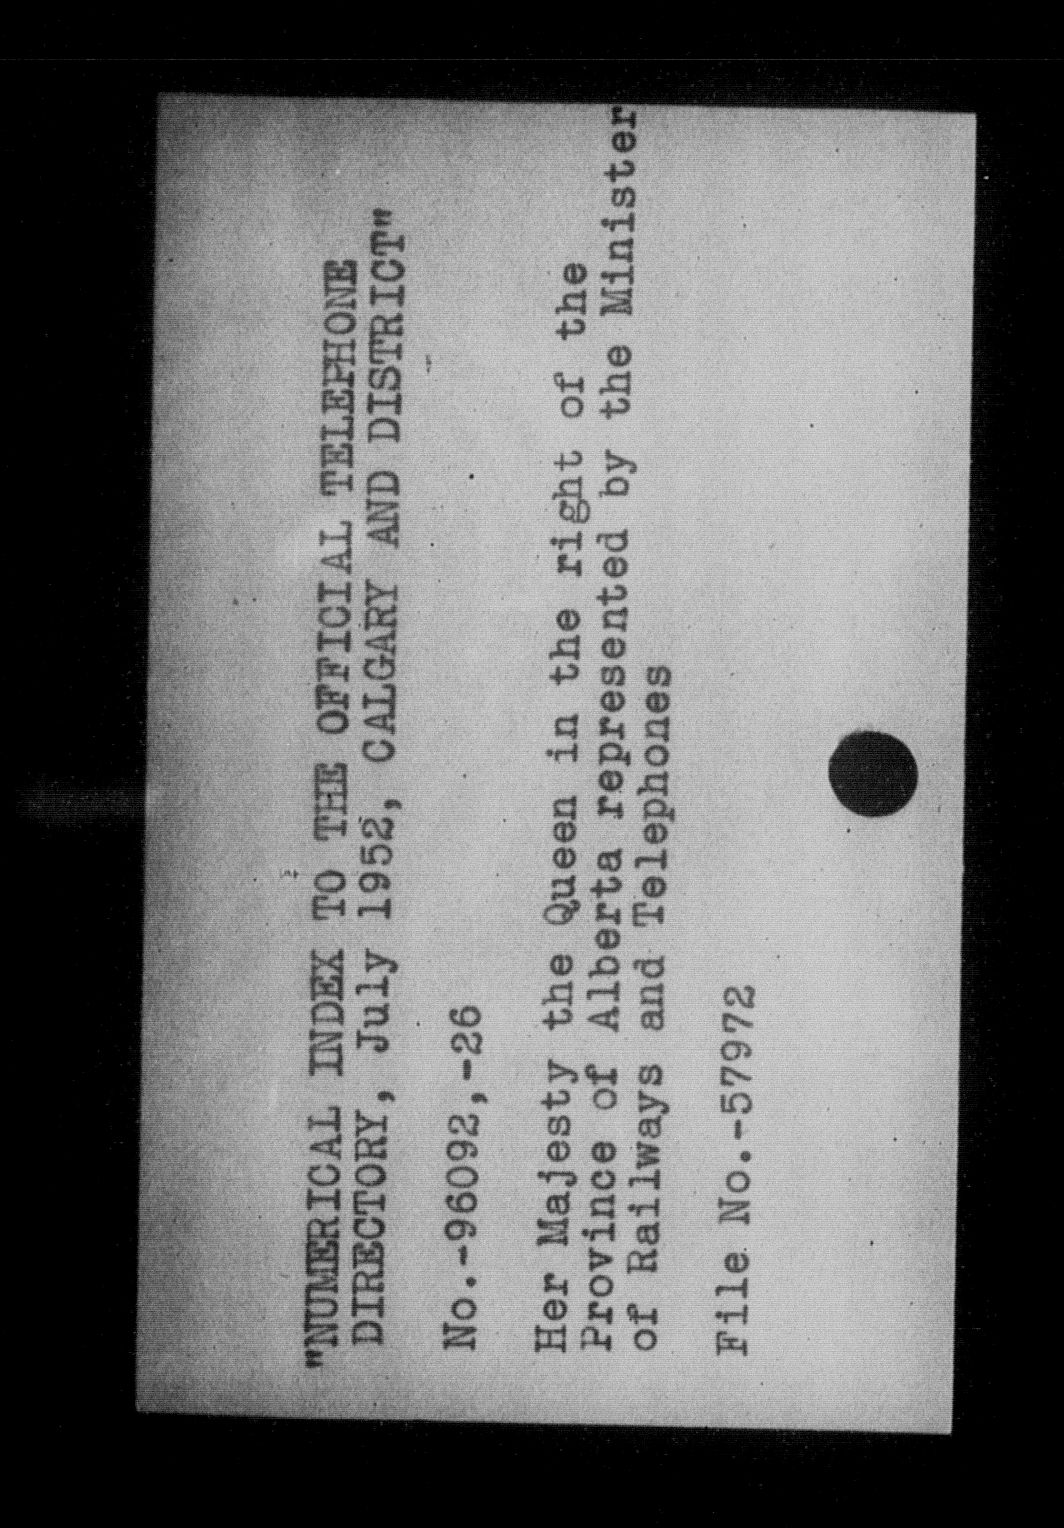 "NUMERICAL INDEX TO THE OFFICIAL TELEPHONE
DIRECTORY, July 1952, CALGARY AND DISTRICT"
No.-96092,-26
Her Majesty the Queen in the right of the
Province of Alberta represented by the Minister
of Railways and Telephones
File No.-57972